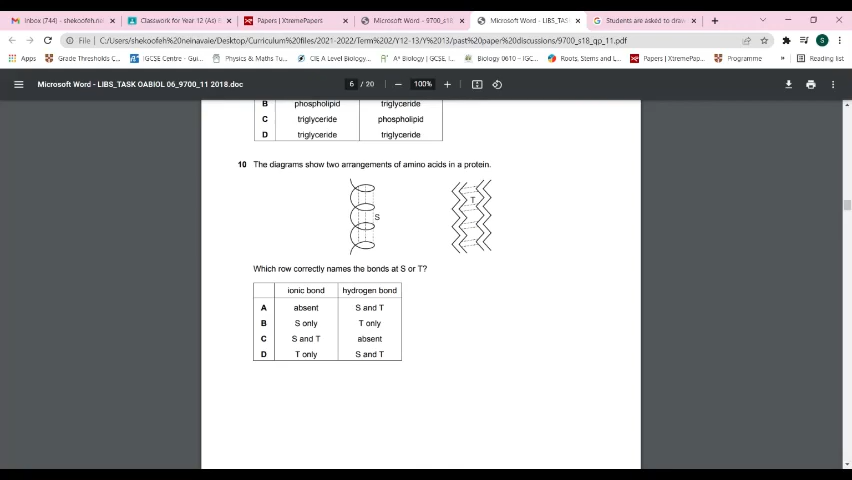 Inbox (744) - shekoofeh.nei
Classwork for Year 12 (As) E
Papers | XtremePapers
Microsoft Word - 9700_s18
Microsoft Word - LIBS_TASK
Students are asked to draw
File | C:/Users/shekoofeh%20neinavaie/Desktop/Curriculum%20files/2021-2022/Term%202/Y12-13/Y%2013/past%20paper%20discussions/9700_s18_qp_11.pdf
Apps
Grade Thresholds C...
IGCSE Centre - Gui...
Physics & Maths Tu...
CIE A Level Biology...
A* Biology | IGCSE, I...
Biology 0610 – IGC...
Roots, Stems and L...
Papers | XtremePap...
Programme
»
Reading list
Microsoft Word - LIBS_TASK OABIOL 06_9700_11 2018.doc
6 / 20
100%
B phospholipid triglyceride
C triglyceride phospholipid
D triglyceride triglyceride
10 The diagrams show two arrangements of amino acids in a protein.
S
T
Which row correctly names the bonds at S or T?
ionic bond hydrogen bond
A absent S and T
B S only T only
C S and T absent
D T only S and T